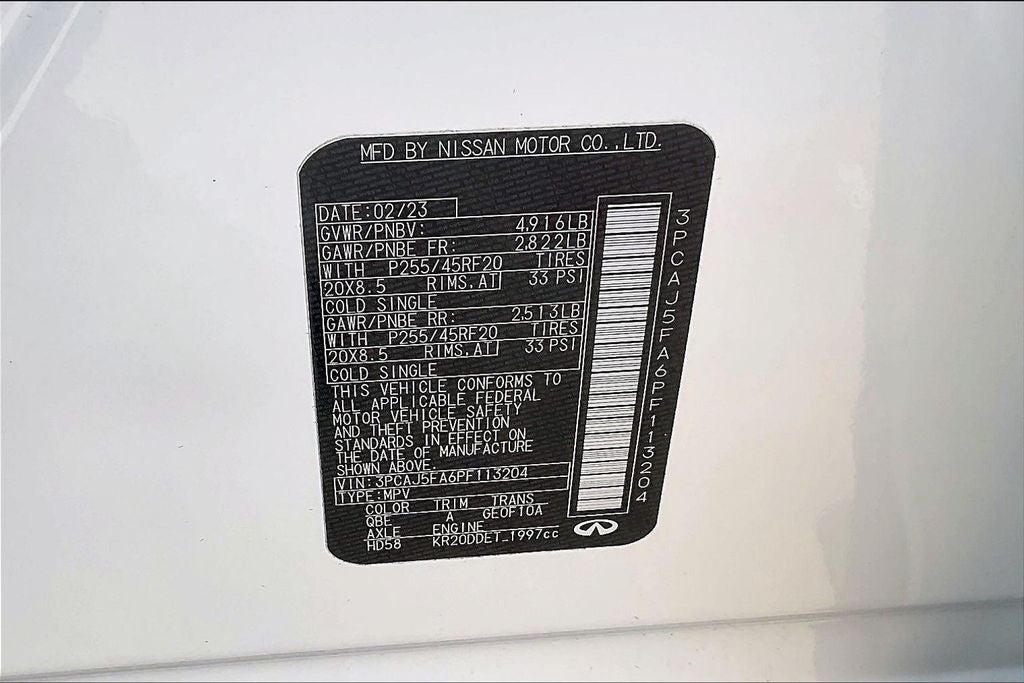 MFD BY NISSAN MOTOR CO.,LTD.
DATE:02/23
GVWR/PNBV: 4,916LB
GAWR/PNBE FR: 2,822LB
WITH P255/45RF20 TIRES
20X8.5 RIMS,AT 33 PSI
COLD SINGLE
GAWR/PNBE RR: 2,513LB
WITH P255/45RF20 TIRES
20X8.5 RIMS,AT 33 PSI
COLD SINGLE
THIS VEHICLE CONFORMS TO
ALL APPLICABLE FEDERAL
MOTOR VEHICLE SAFETY
AND THEFT PREVENTION
STANDARDS IN EFFECT ON
THE DATE OF MANUFACTURE
SHOWN ABOVE.
VIN:3PCAJ5FA6PF113204
TYPE:MPV
COLOR TRIM TRANS
QBE A GEOF10A
AXLE ENGINE
HD58 KR20DDET_1997cc
3PCAJ5FA6PF113204